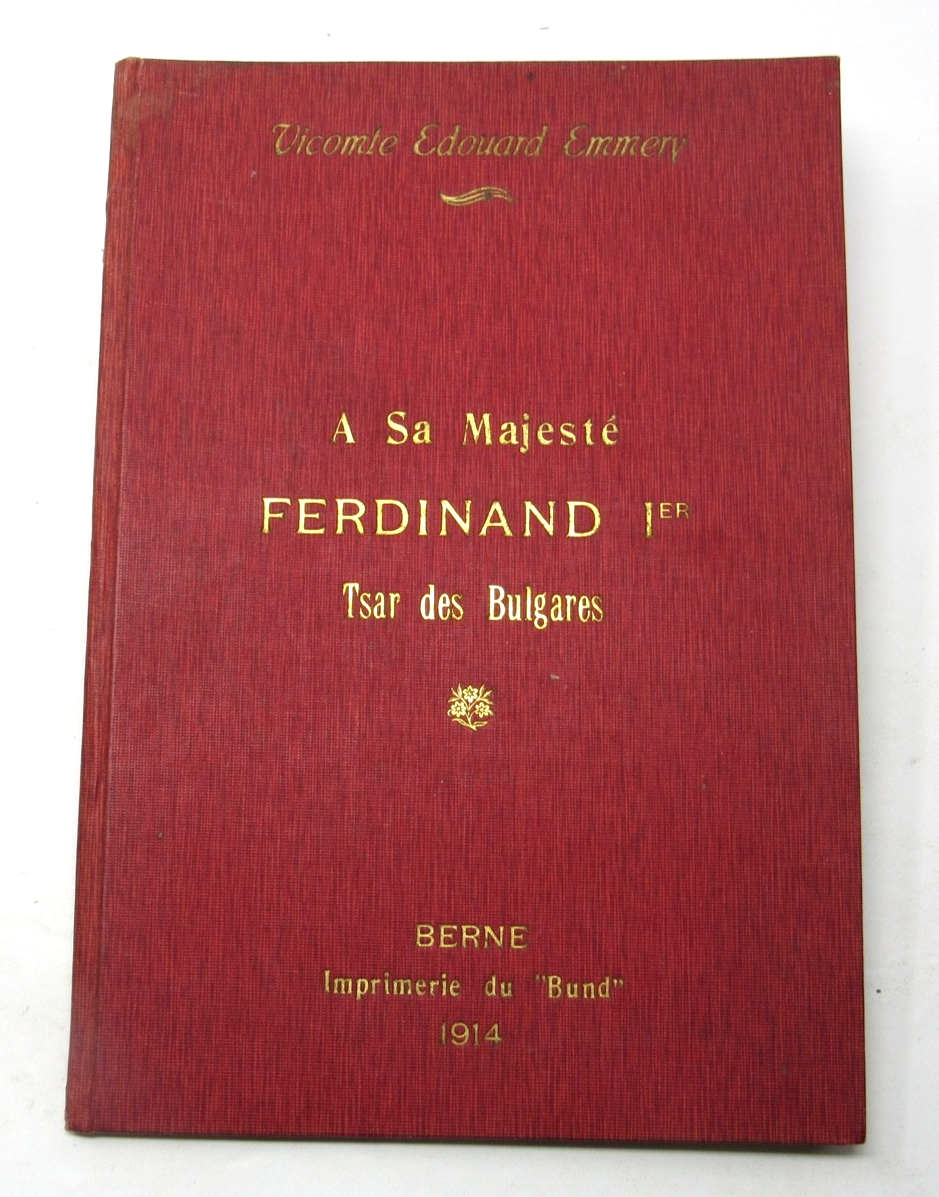 Vicomte Edouard Emmery
A Sa Majesté
FERDINAND IER
Tsar des Bulgares
BERNE
Imprimerie du "Bund"
1914